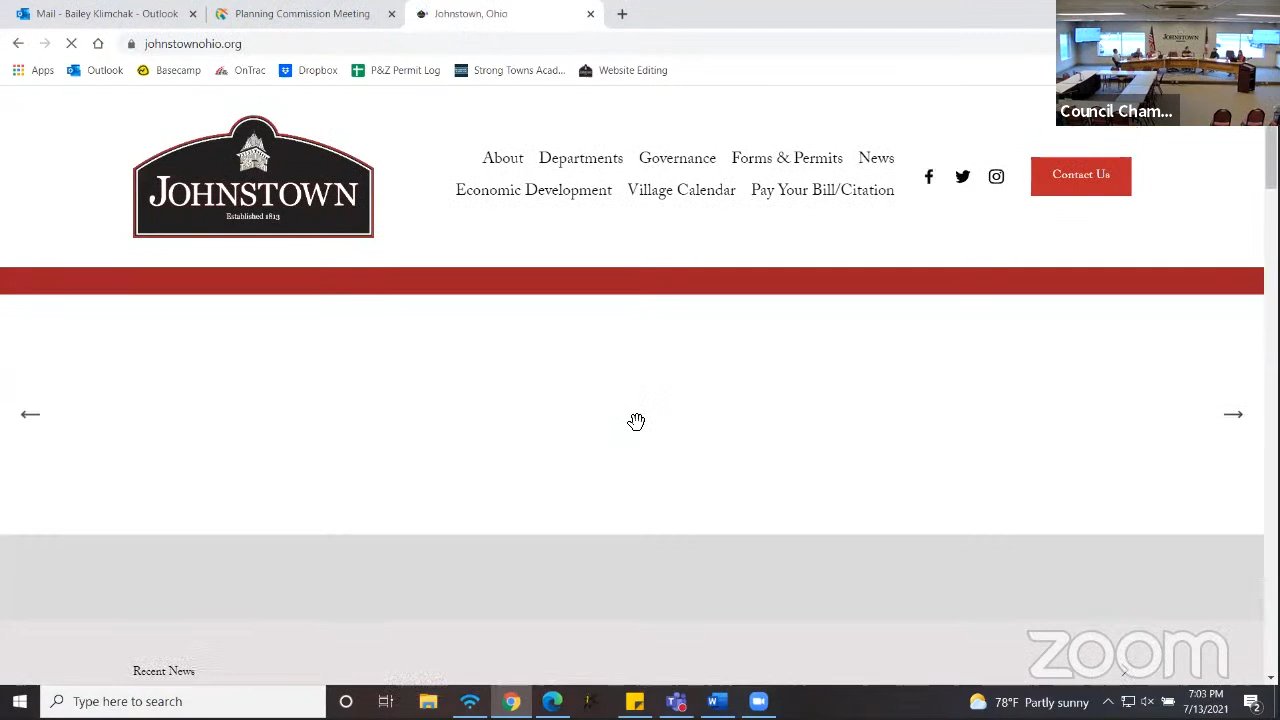 Mail - Bailey Klimchak - Outlook
Planning Commission Meeting
Johnstown, Ohio
johnstownohio.org
Apps
Outlook
Basecamp
OnTrac
Dropbox
P&Z Permit Log
Strong Towns Acad...
Website Editing
JOHNSTOWN
Council Cham...
JOHNSTOWN
Established 1813
About Departments Governance Forms & Permits News
Economic Development Village Calendar Pay Your Bill/Citation
Contact Us
Recent News
zoom
Type here to search
78°F Partly sunny
7:03 PM
7/13/2021
2